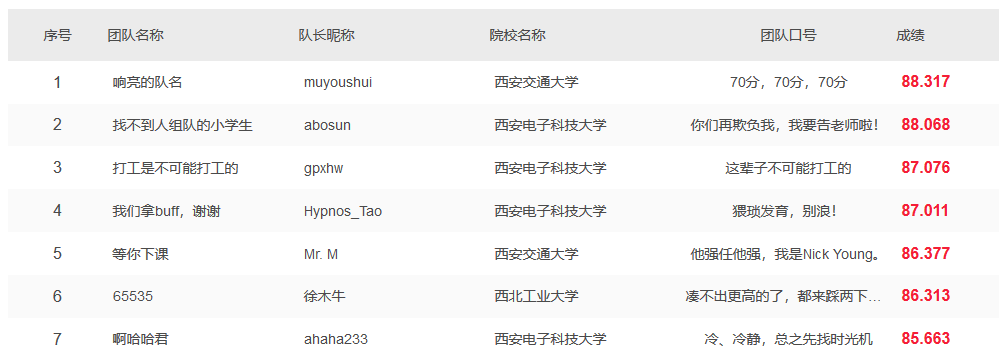 序号 团队名称 队长昵称 院校名称 团队口号 成绩
1 响亮的队名 muyoushui 西安交通大学 70分，70分，70分 88.317
2 找不到人组队的小学生 abosun 西安电子科技大学 你们再欺负我，我要告老师啦！ 88.068
3 打工是不可能打工的 gpxhw 西安电子科技大学 这辈子不可能打工的 87.076
4 我们拿buff，谢谢 Hypnos_Tao 西安电子科技大学 猥琐发育，别浪！ 87.011
5 等你下课 Mr. M 西安交通大学 他强任他强，我是Nick Young。 86.377
6 65535 徐木牛 西北工业大学 凑不出更高的了，都来踩两下... 86.313
7 啊哈哈君 ahaha233 西安电子科技大学 冷、冷静，总之先找时光机 85.663